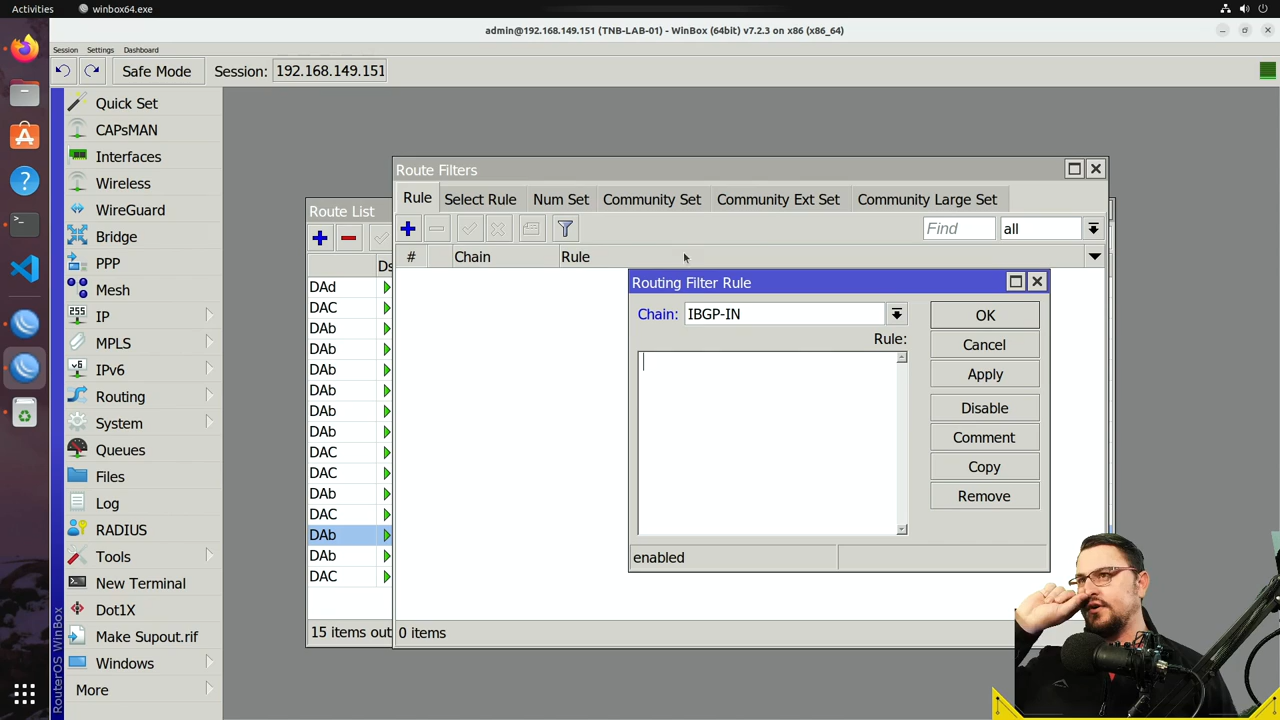 Activities
winbox64.exe
admin@192.168.149.151 (TNB-LAB-01) - WinBox (64bit) v7.2.3 on x86 (x86_64)
Session Settings Dashboard
Safe Mode Session: 192.168.149.151
Quick Set
CAPsMAN
Interfaces
Wireless
WireGuard
Bridge
PPP
Mesh
IP
MPLS
IPv6
Routing
System
Queues
Files
Log
RADIUS
Tools
New Terminal
Dot1X
Make Supout.rif
Windows
More
RouterOS WinBox
255
v6
Route List
Ds
DAd
DAC
DAb
DAb
DAb
DAb
DAb
DAb
DAC
DAC
DAb
DAC
DAb
DAb
DAC
15 items out
Route Filters
Rule Select Rule Num Set Community Set Community Ext Set Community Large Set
Find all
# Chain Rule
0 items
Routing Filter Rule
Chain: IBGP-IN
Rule:
OK
Cancel
Apply
Disable
Comment
Copy
Remove
enabled